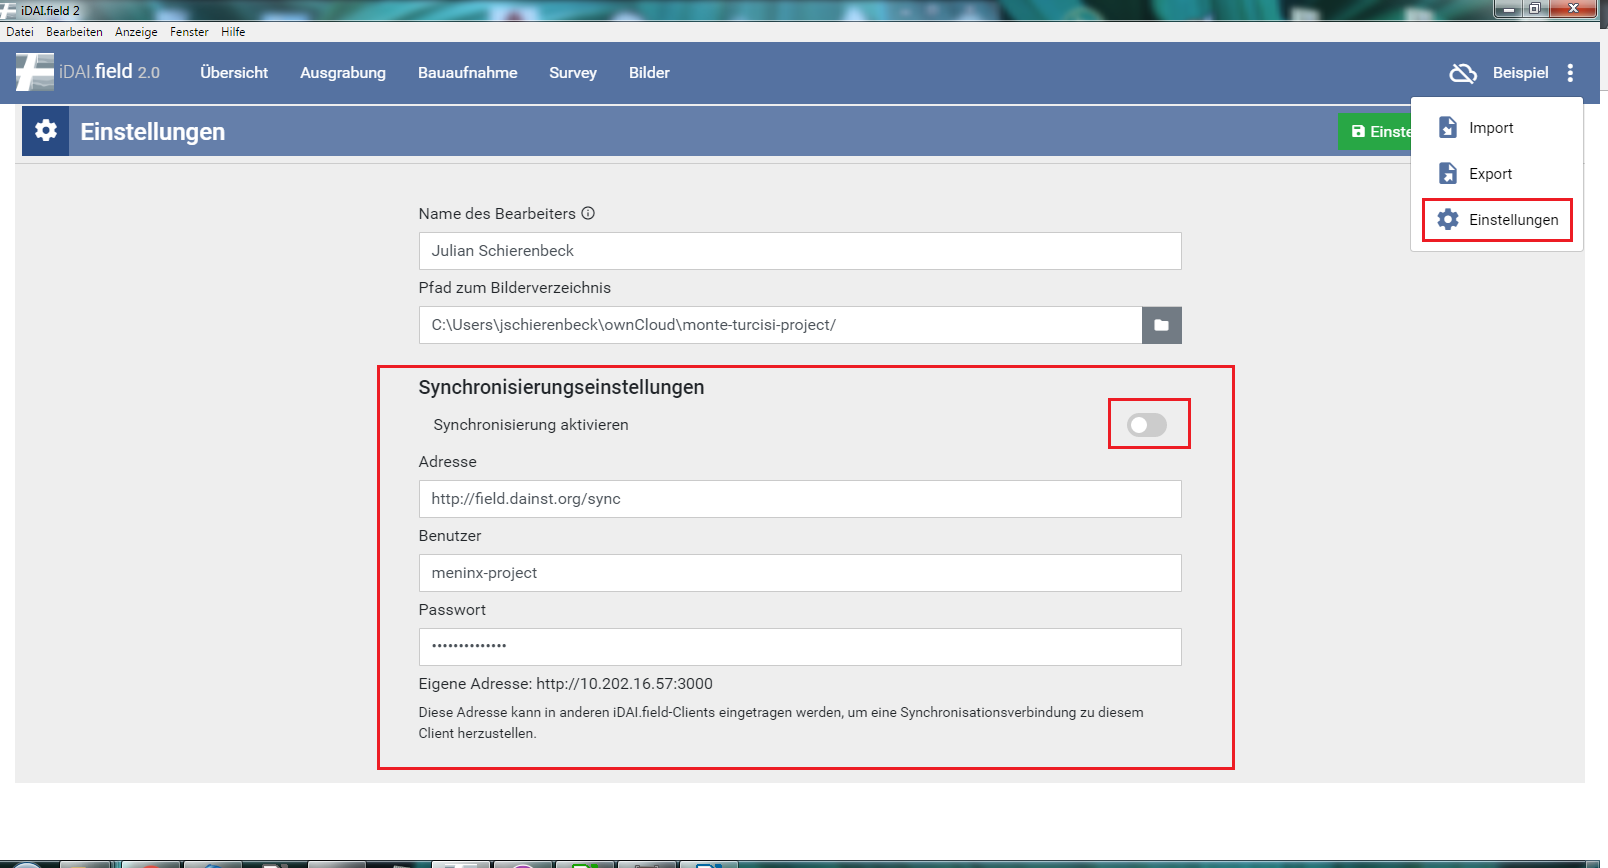 iDAI.field 2
Datei Bearbeiten Anzeige Fenster Hilfe
iDAI.field 2.0 Übersicht Ausgrabung Bauaufnahme Survey Bilder Beispiel
Einstellungen Einste
Import
Export
Einstellungen
Name des Bearbeiters
Julian Schierenbeck
Pfad zum Bilderverzeichnis
C:\Users\jschierenbeck\ownCloud\monte-turcisi-project/
Synchronisierungseinstellungen
Synchronisierung aktivieren
Adresse
http://field.dainst.org/sync
Benutzer
meninx-project
Passwort
••••••••••••••
Eigene Adresse: http://10.202.16.57:3000
Diese Adresse kann in anderen iDAI.field-Clients eingetragen werden, um eine Synchronisationsverbindung zu diesem
Client herzustellen.